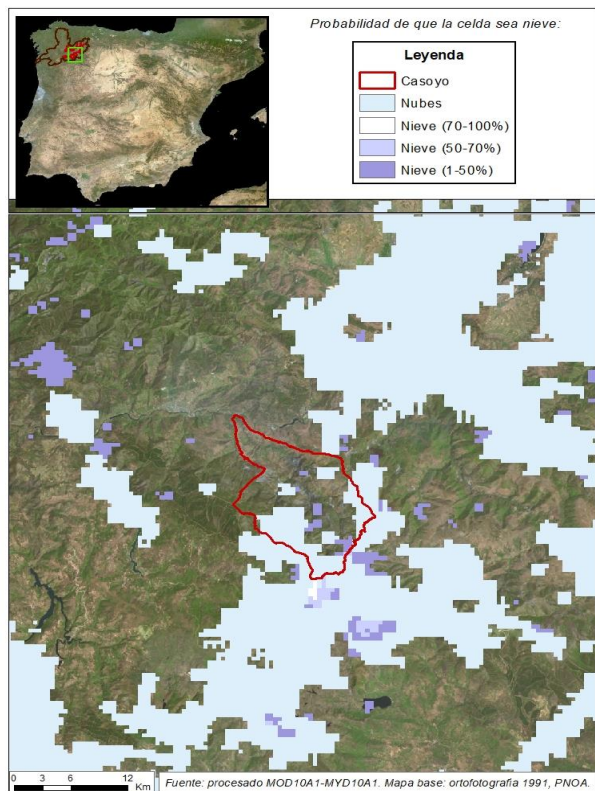 Probabilidad de que la celda sea nieve:
Leyenda
Casoyo
Nubes
Nieve (70-100%)
Nieve (50-70%)
Nieve (1-50%)
0 3 6 12
Km
Fuente: procesado MOD10A1-MYD10A1. Mapa base: ortofotografía 1991, PNOA.